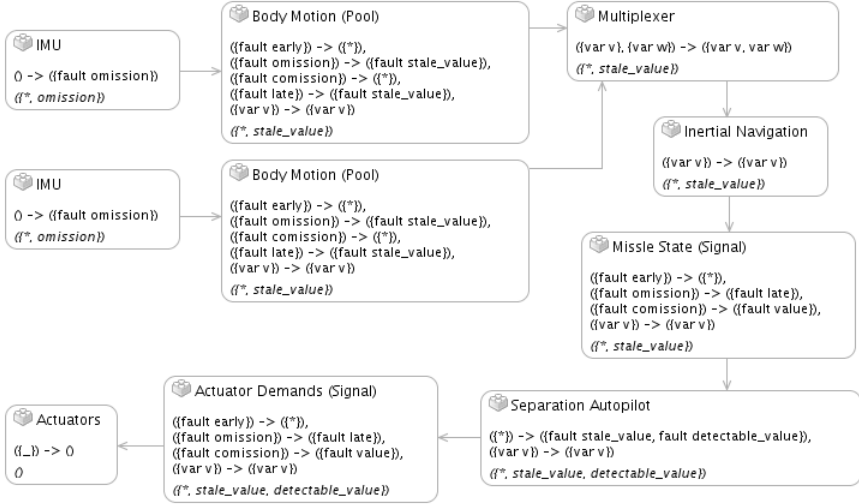 IMU
() -> ({fault omission})
({*, omission})
Body Motion (Pool)
({fault early}) -> ({*}),
({fault omission}) -> ({fault stale_value}),
({fault comission}) -> ({*}),
({fault late}) -> ({fault stale_value}),
({var v}) -> ({var v})
({*, stale_value})
Multiplexer
({var v}, {var w}) -> ({var v, var w})
({*, stale_value})
Inertial Navigation
({var v}) -> ({var v})
({*, stale_value})
IMU
() -> ({fault omission})
({*, omission})
Body Motion (Pool)
({fault early}) -> ({*}),
({fault omission}) -> ({fault stale_value}),
({fault comission}) -> ({*}),
({fault late}) -> ({fault stale_value}),
({var v}) -> ({var v})
({*, stale_value})
Missle State (Signal)
({fault early}) -> ({*}),
({fault omission}) -> ({fault late}),
({fault comission}) -> ({fault value}),
({var v}) -> ({var v})
({*, stale_value})
Separation Autopilot
({*}) -> ({fault stale_value, fault detectable_value}),
({var v}) -> ({var v})
({*, stale_value, detectable_value})
Actuator Demands (Signal)
({fault early}) -> ({*}),
({fault omission}) -> ({fault late}),
({fault comission}) -> ({fault value}),
({var v}) -> ({var v})
({*, stale_value, detectable_value})
Actuators
({_}) -> ()
()